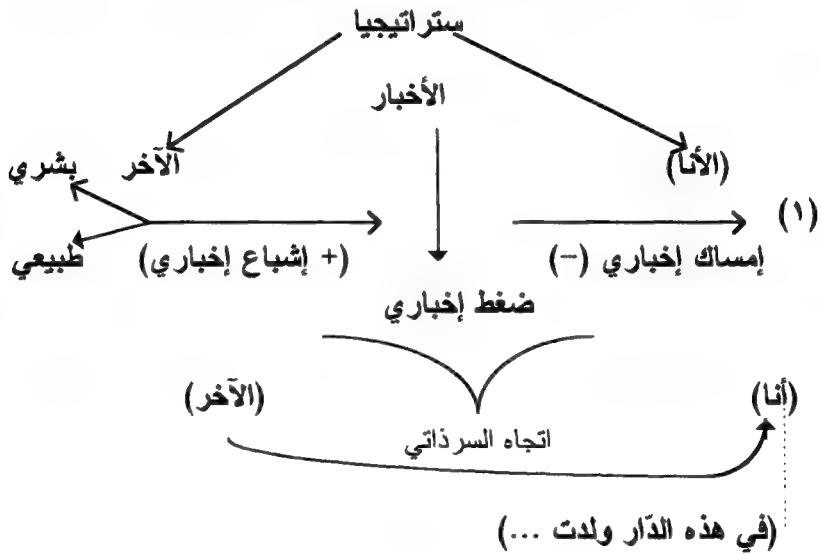 ستراتيجيا
الأخبار
(الأنا) الآخر بشري
(١)
إمساك إخباري (−) (+ إشباع إخباري) طبيعي
ضغط إخباري
(أنا) (الآخر)
اتجاه السرذاتي
(في هذه الدّار ولدت ...)